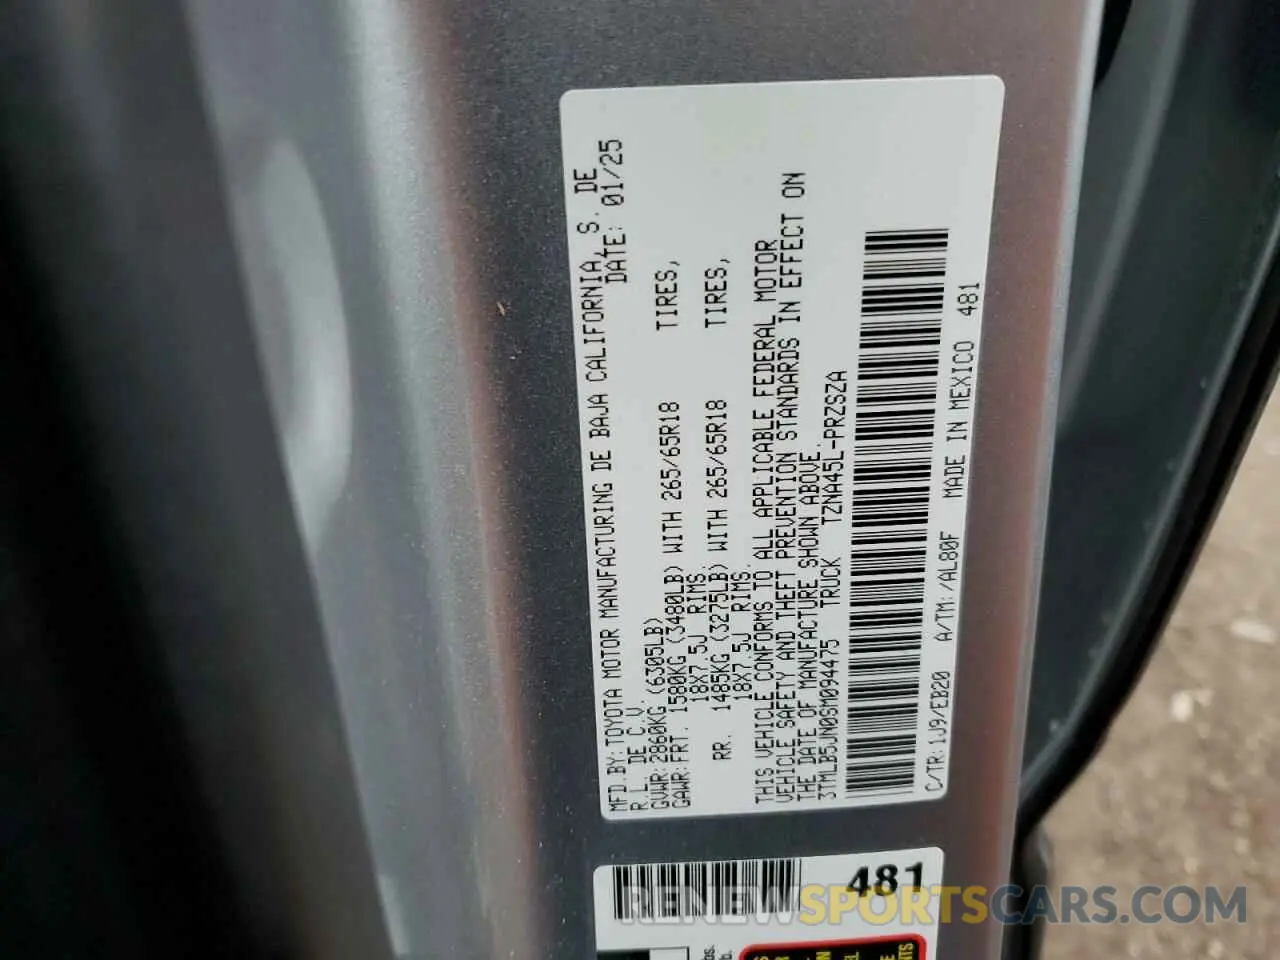 MFD.BY:TOYOTA MOTOR MANUFACTURING DE BAJA CALIFORNIA, S. DE
R.L. DE C.V. DATE: 01/25
GVWR:2860KG (6305LB)
GAWR:FRT. 1580KG (3480LB) WITH 265/65R18 TIRES,
18X7.5J RIMS
RR. 1485KG (3275LB) WITH 265/65R18 TIRES,
18X7.5J RIMS.
THIS VEHICLE CONFORMS TO ALL APPLICABLE FEDERAL MOTOR
VEHICLE SAFETY AND THEFT PREVENTION STANDARDS IN EFFECT ON
THE DATE OF MANUFACTURE SHOWN ABOVE.
3TMLB5JN0SM094475 TRUCK TZNA45L-PRZSZA
C/TR:1J9/EB20 A/TM:/AL80F MADE IN MEXICO 481
481
RENEWSPORTSCARS.COM